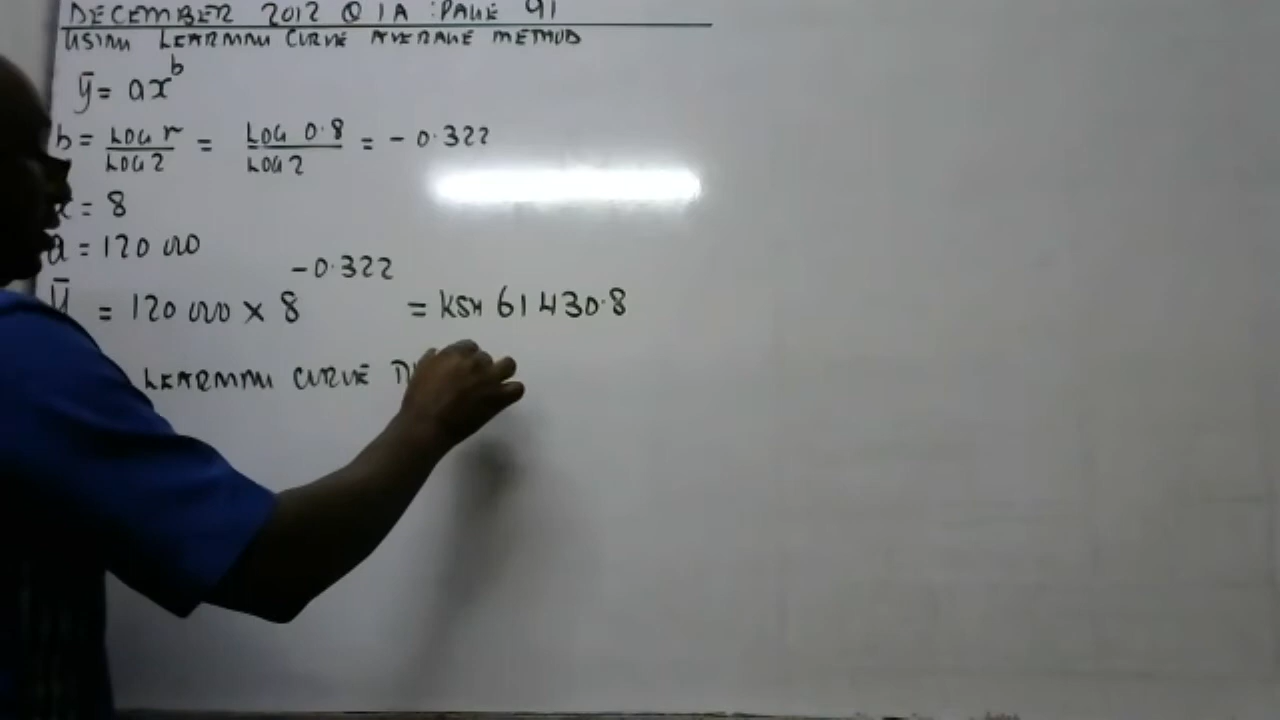 DECEMBER 2012 Q 1A : PAGE 91
USING LEARNING CURVE AVERAGE METHOD
ȳ = ax^b
b = LOG r / LOG 2 = LOG 0.8 / LOG 2 = - 0.322
x = 8
a = 120 000
ȳ = 120 000 × 8^-0.322 = KSH 61 430.8
LEARNING CURVE